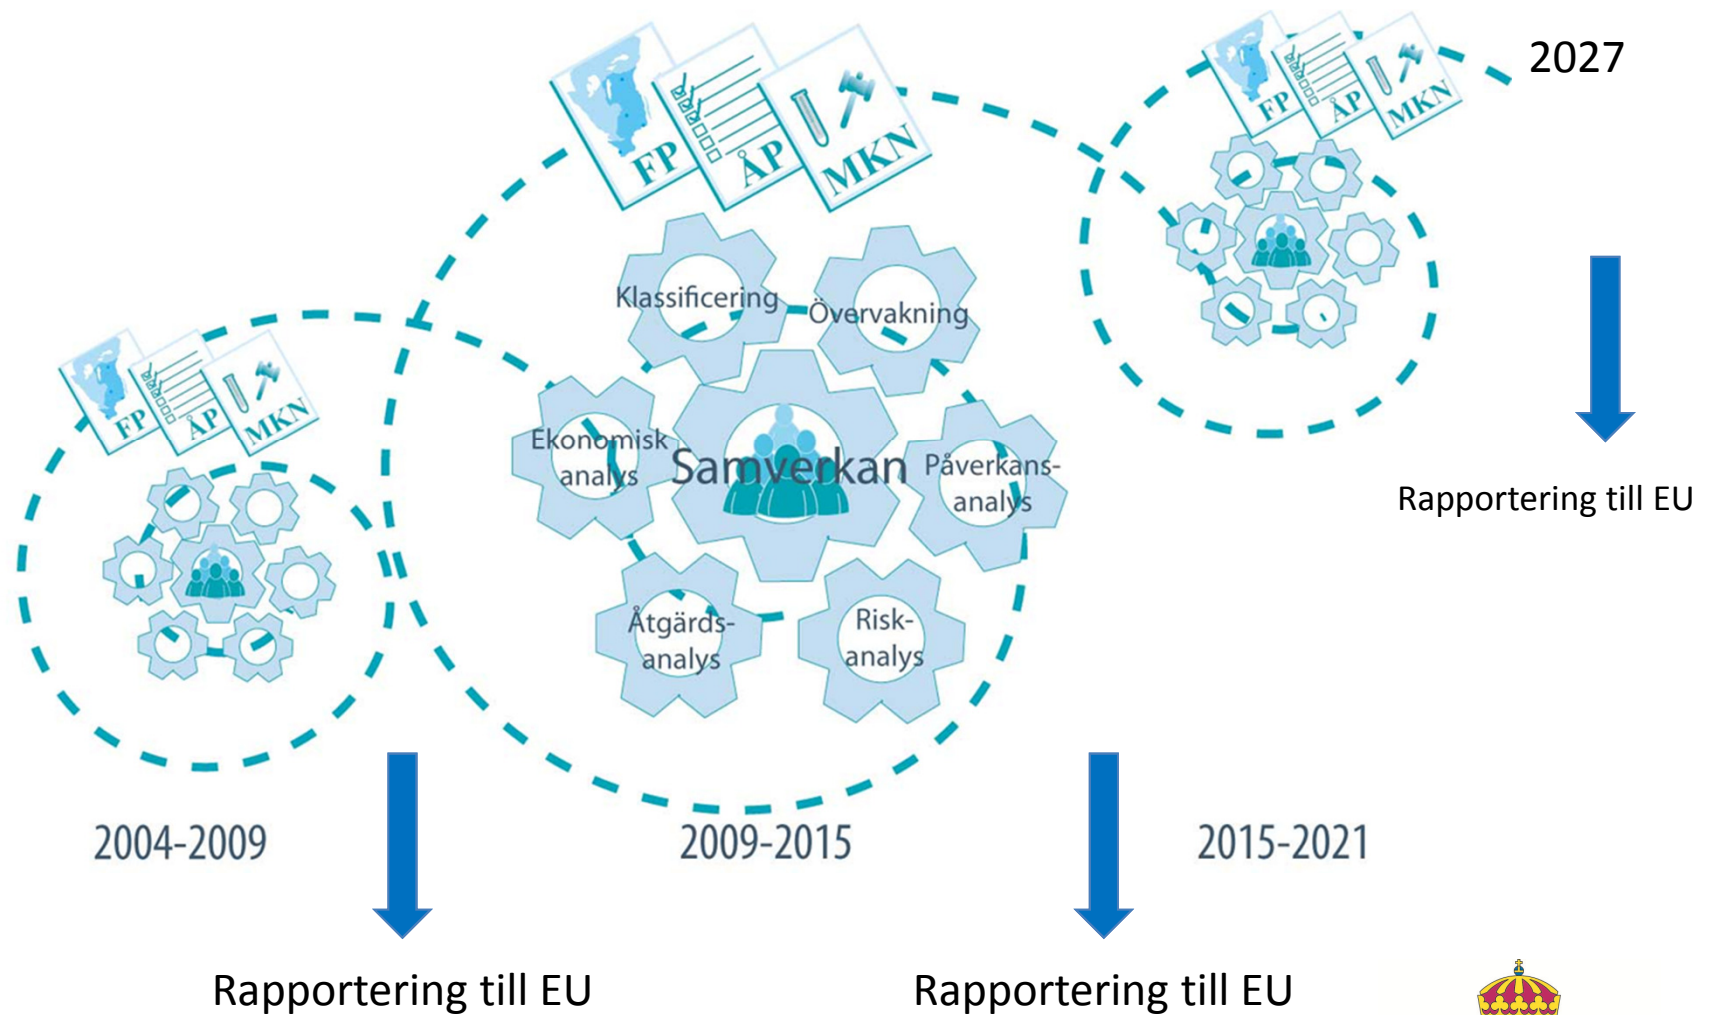 2027
FP
ÅP
MKN
FP
ÅP
MKN
Klassificering
Övervakning
FP
ÅP
MKN
Ekonomisk
analys
Samverkan
Påverkans-
analys
Rapportering till EU
Åtgärds-
analys
Risk-
analys
2004-2009
2009-2015
2015-2021
Rapportering till EU
Rapportering till EU